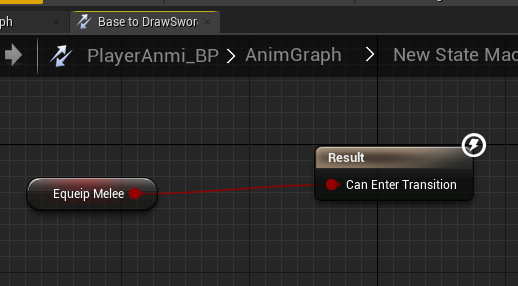 ph
Base to DrawSwor
PlayerAnmi_BP > AnimGraph > New State Mac
Result
Equeip Melee
Can Enter Transition